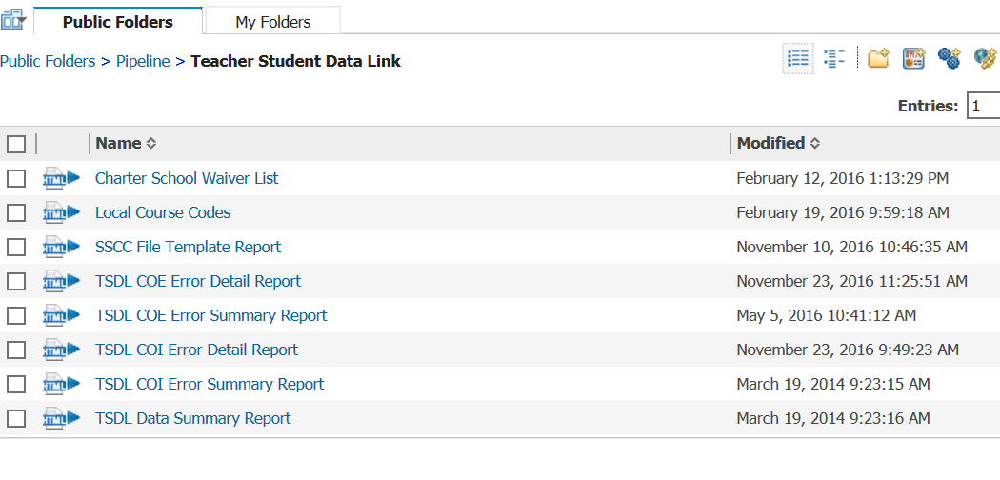 Public Folders My Folders
Public Folders > Pipeline > Teacher Student Data Link
Entries: 1
Name Modified
HTML Charter School Waiver List February 12, 2016 1:13:29 PM
HTML Local Course Codes February 19, 2016 9:59:18 AM
HTML SSCC File Template Report November 10, 2016 10:46:35 AM
HTML TSDL COE Error Detail Report November 23, 2016 11:25:51 AM
HTML TSDL COE Error Summary Report May 5, 2016 10:41:12 AM
HTML TSDL COI Error Detail Report November 23, 2016 9:49:23 AM
HTML TSDL COI Error Summary Report March 19, 2014 9:23:15 AM
HTML TSDL Data Summary Report March 19, 2014 9:23:16 AM